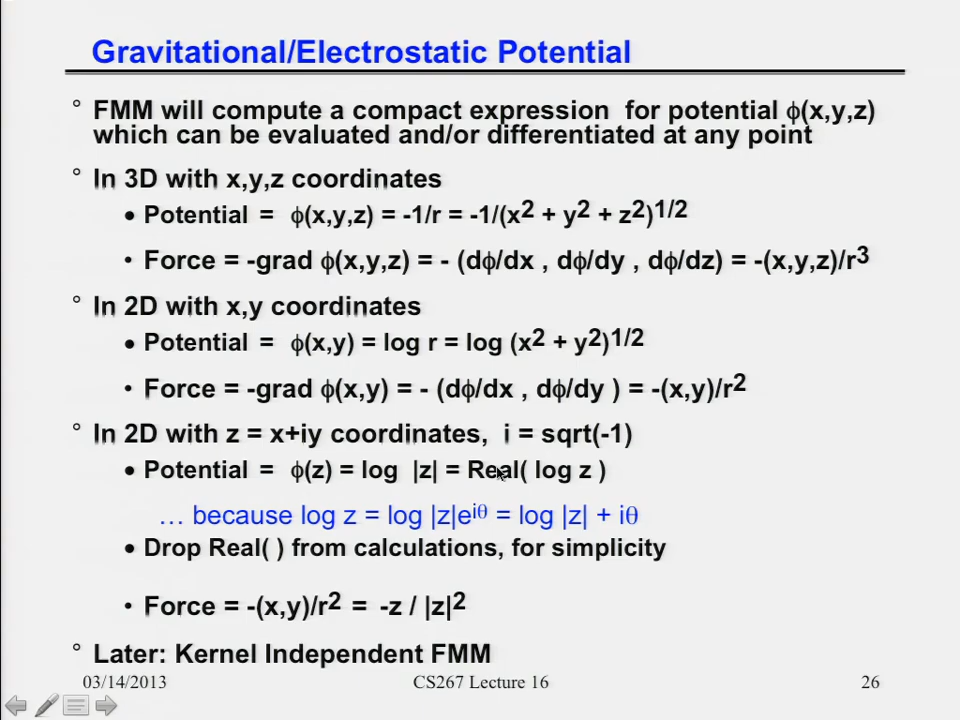 Gravitational/Electrostatic Potential
° FMM will compute a compact expression for potential ϕ(x,y,z)
which can be evaluated and/or differentiated at any point
° In 3D with x,y,z coordinates
• Potential = ϕ(x,y,z) = -1/r = -1/(x² + y² + z²)^1/2
• Force = -grad ϕ(x,y,z) = - (dϕ/dx , dϕ/dy , dϕ/dz) = -(x,y,z)/r³
° In 2D with x,y coordinates
• Potential = ϕ(x,y) = log r = log (x² + y²)^1/2
• Force = -grad ϕ(x,y) = - (dϕ/dx , dϕ/dy ) = -(x,y)/r²
° In 2D with z = x+iy coordinates, i = sqrt(-1)
• Potential = ϕ(z) = log |z| = Real( log z )
… because log z = log |z|e^iθ = log |z| + iθ
• Drop Real( ) from calculations, for simplicity
• Force = -(x,y)/r² = -z / |z|²
° Later: Kernel Independent FMM
03/14/2013 CS267 Lecture 16 26